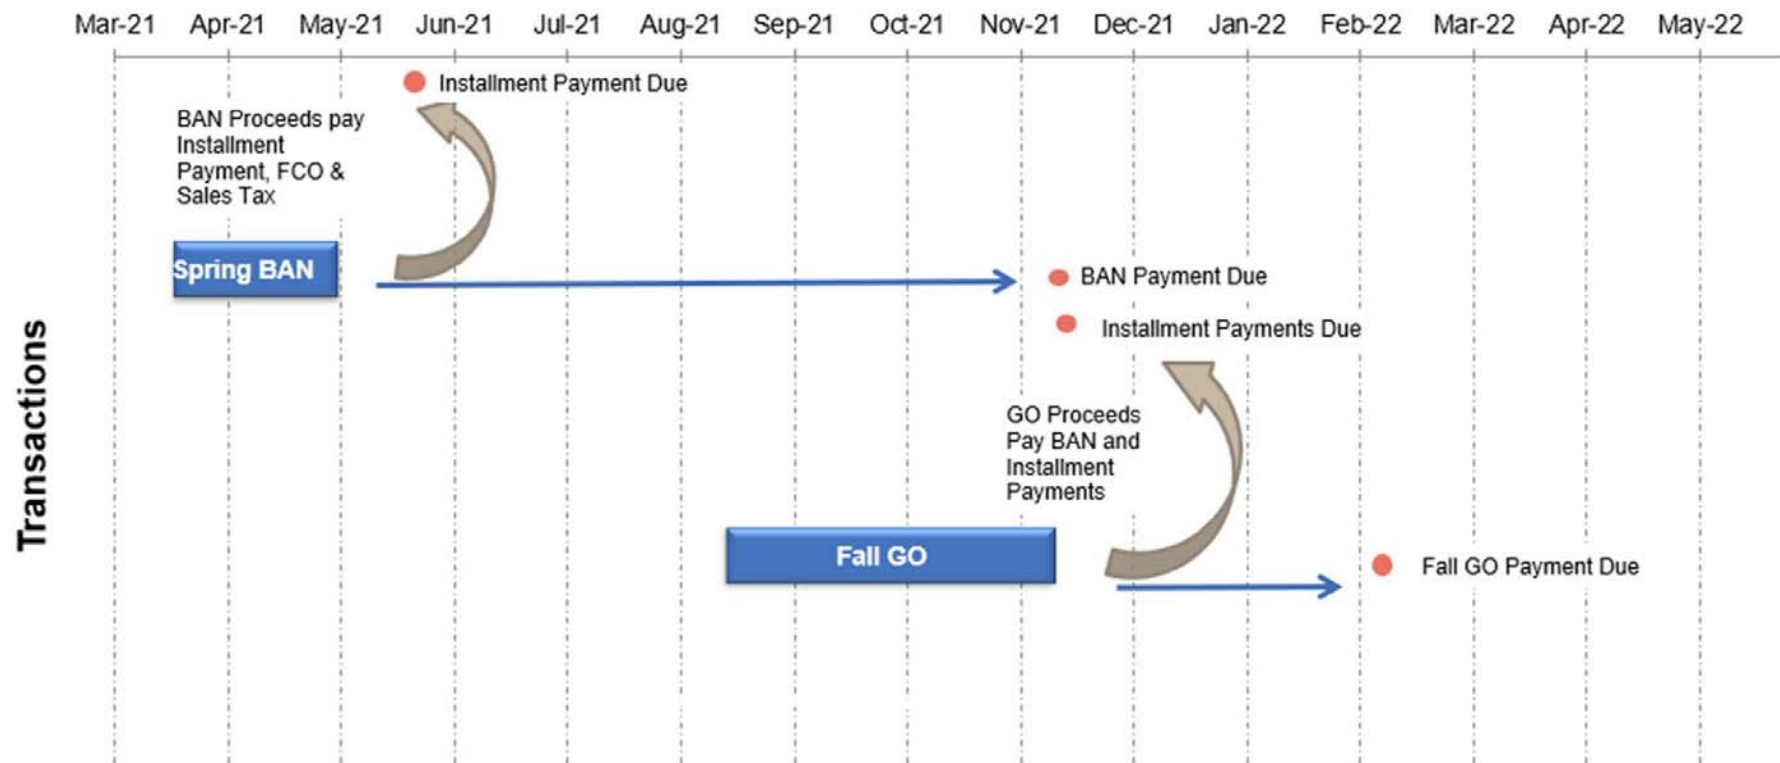 Mar-21 Apr-21 May-21 Jun-21 Jul-21 Aug-21 Sep-21 Oct-21 Nov-21 Dec-21 Jan-22 Feb-22 Mar-22 Apr-22 May-22
Installment Payment Due
BAN Proceeds pay
Installment
Payment, FCO &
Sales Tax
Spring BAN
BAN Payment Due
Installment Payments Due
Transactions
GO Proceeds
Pay BAN and
Installment
Payments
Fall GO
Fall GO Payment Due